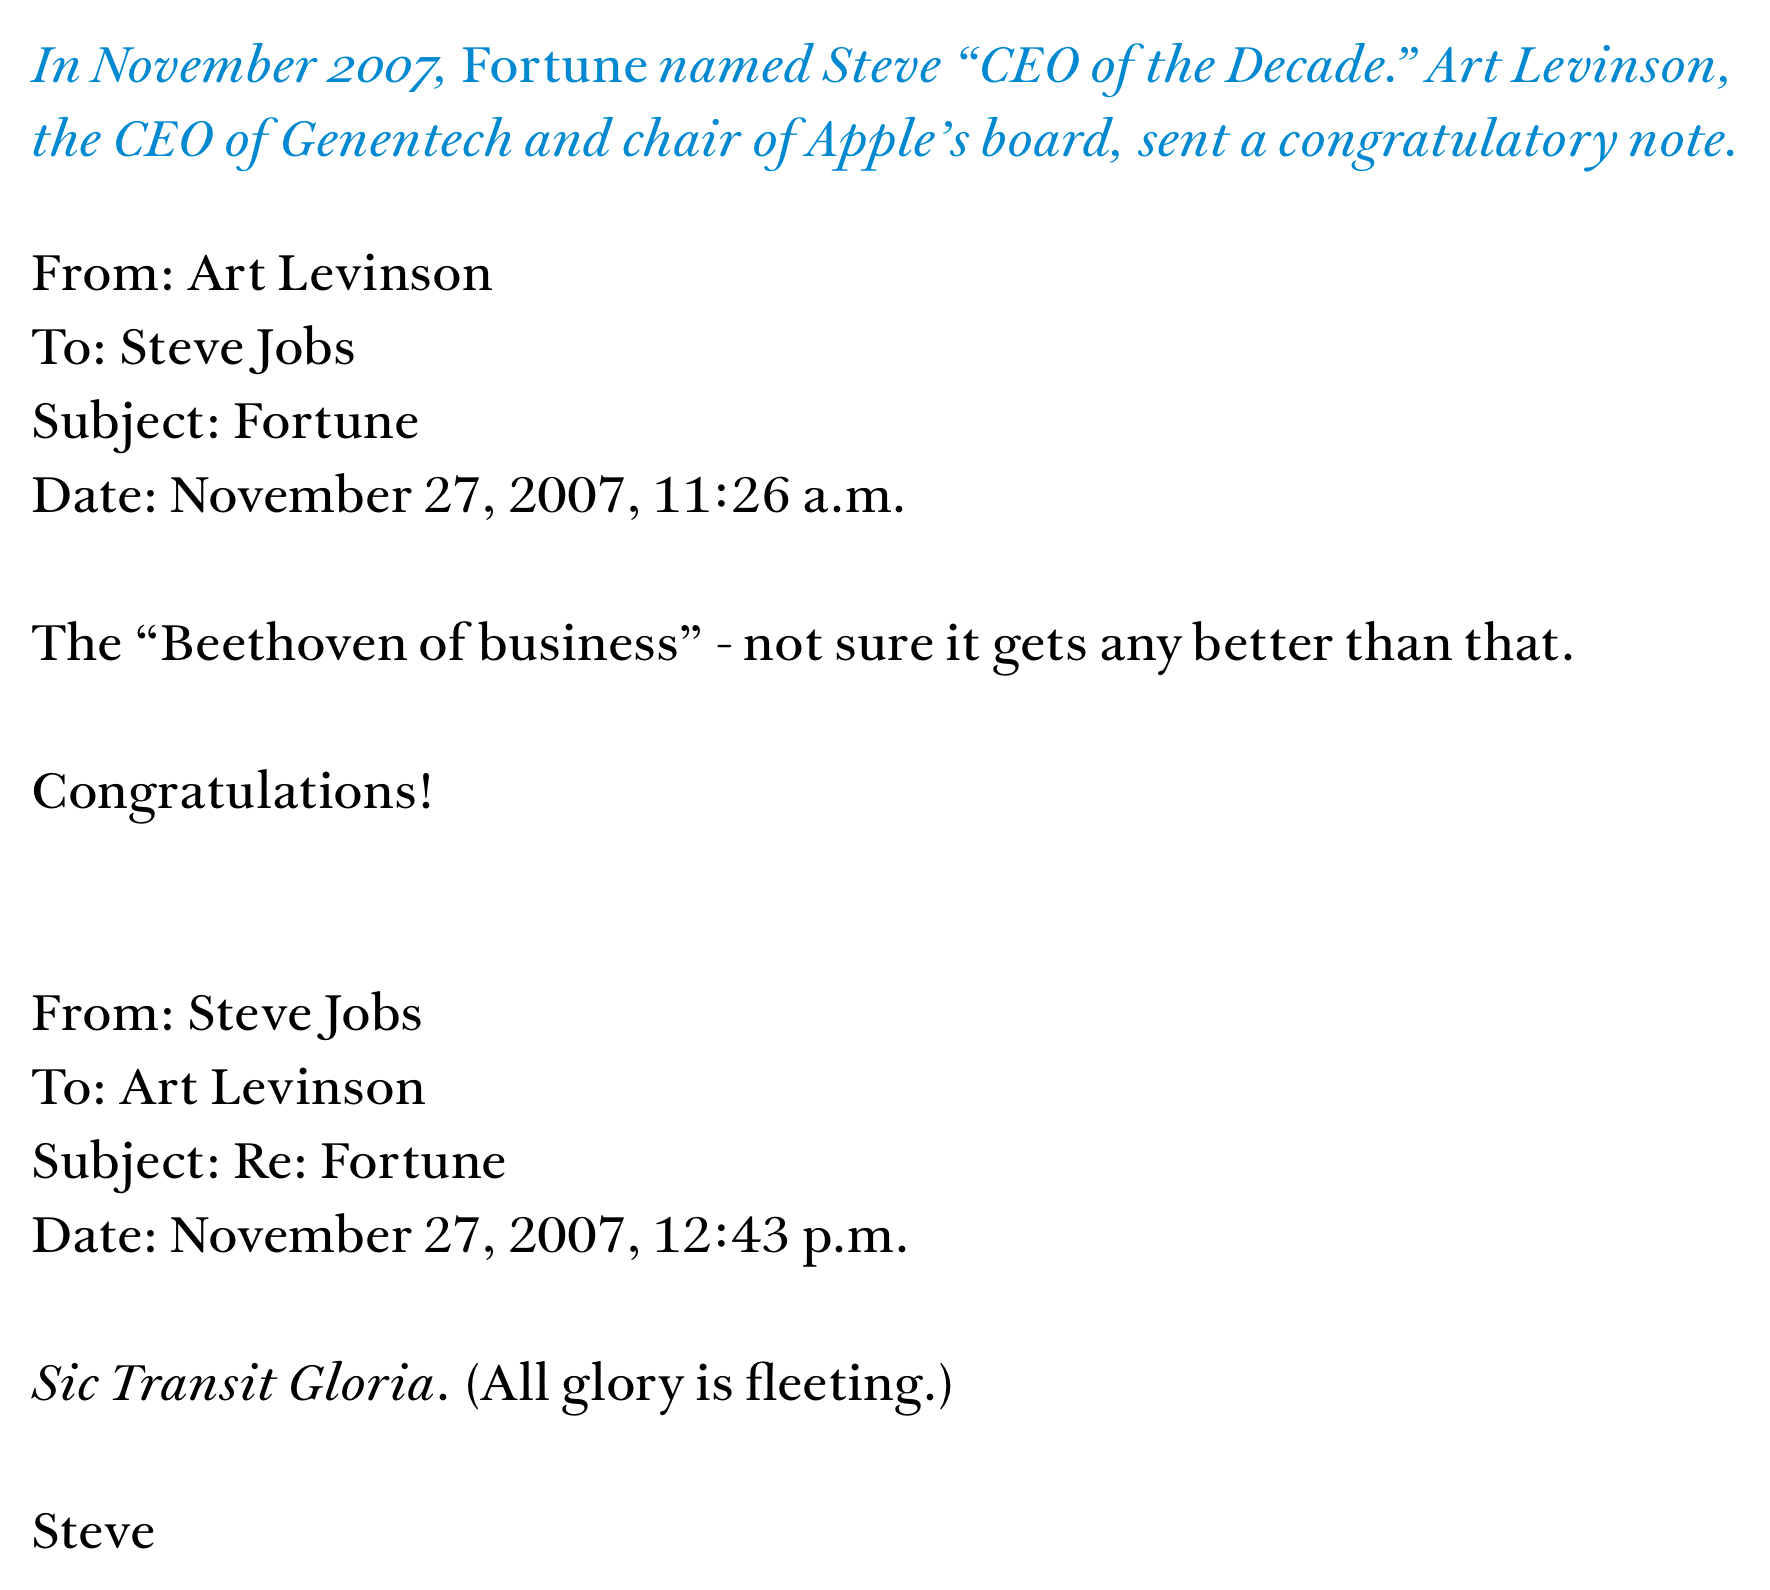 In November 2007, Fortune named Steve “CEO of the Decade.” Art Levinson,
the CEO of Genentech and chair of Apple’s board, sent a congratulatory note.
From: Art Levinson
To: Steve Jobs
Subject: Fortune
Date: November 27, 2007, 11:26 a.m.
The “Beethoven of business” - not sure it gets any better than that.
Congratulations!
From: Steve Jobs
To: Art Levinson
Subject: Re: Fortune
Date: November 27, 2007, 12:43 p.m.
Sic Transit Gloria. (All glory is fleeting.)
Steve